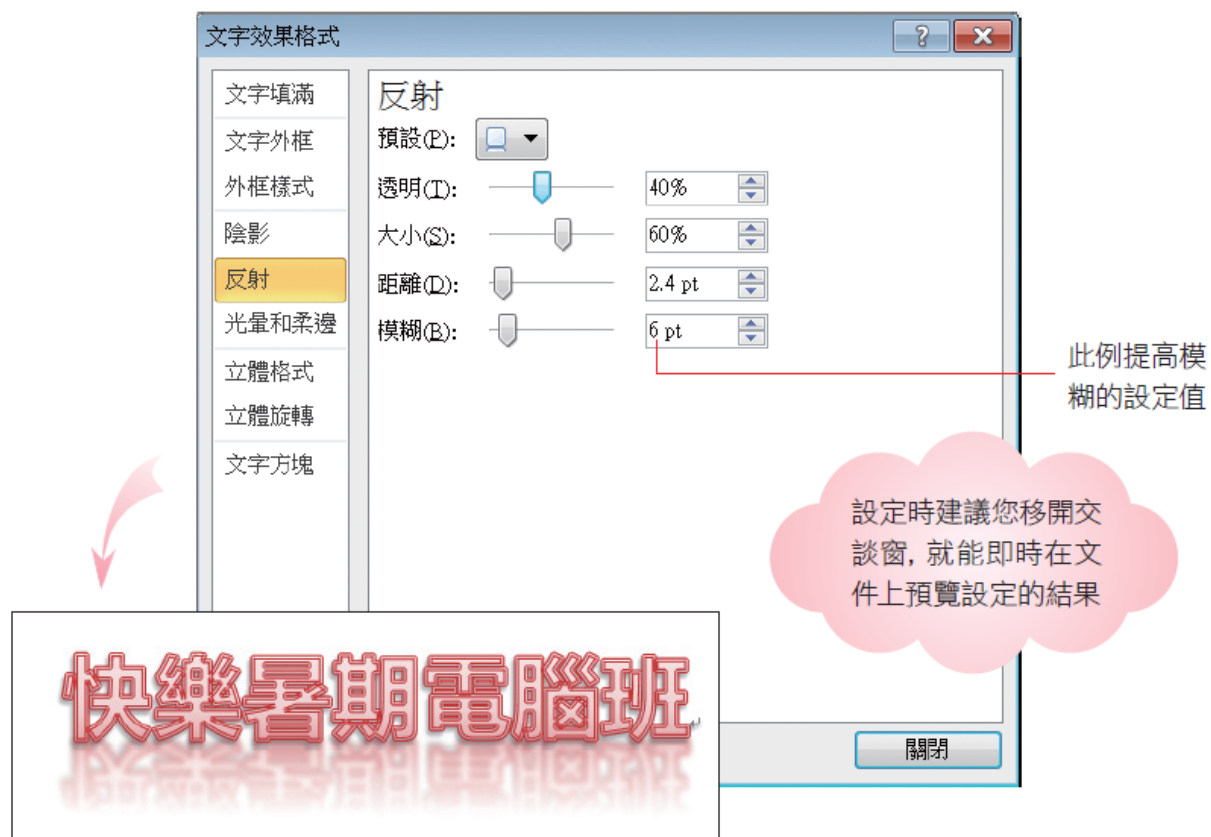 文字效果格式
文字填滿
文字外框
外框樣式
陰影
反射
光暈和柔邊
立體格式
立體旋轉
文字方塊
反射
預設(P):
透明(T): 40%
大小(S): 60%
距離(D): 2.4 pt
模糊(B): 6 pt
此例提高模
糊的設定值
設定時建議您移開交
談窗, 就能即時在文
件上預覽設定的結果
快樂暑期電腦班
關閉